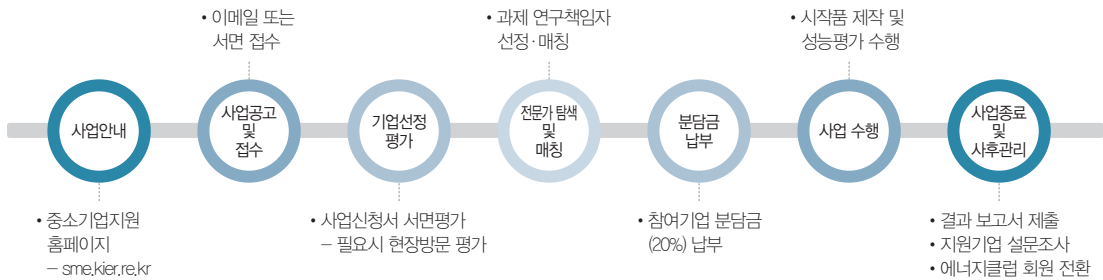 • 이메일 또는
서면 접수
• 과제 연구책임자
선정·매칭
• 시작품 제작 및
성능평가 수행
사업안내
사업공고
및
접수
기업선정
평가
전문가 탐색
및
매칭
분담금
납부
사업 수행
사업종료
및
사후관리
• 중소기업지원
홈페이지
– sme.kier.re.kr
• 사업신청서 서면평가
– 필요시 현장방문 평가
• 참여기업 분담금
(20%) 납부
• 결과 보고서 제출
• 지원기업 설문조사
• 에너지클럽 회원 전환